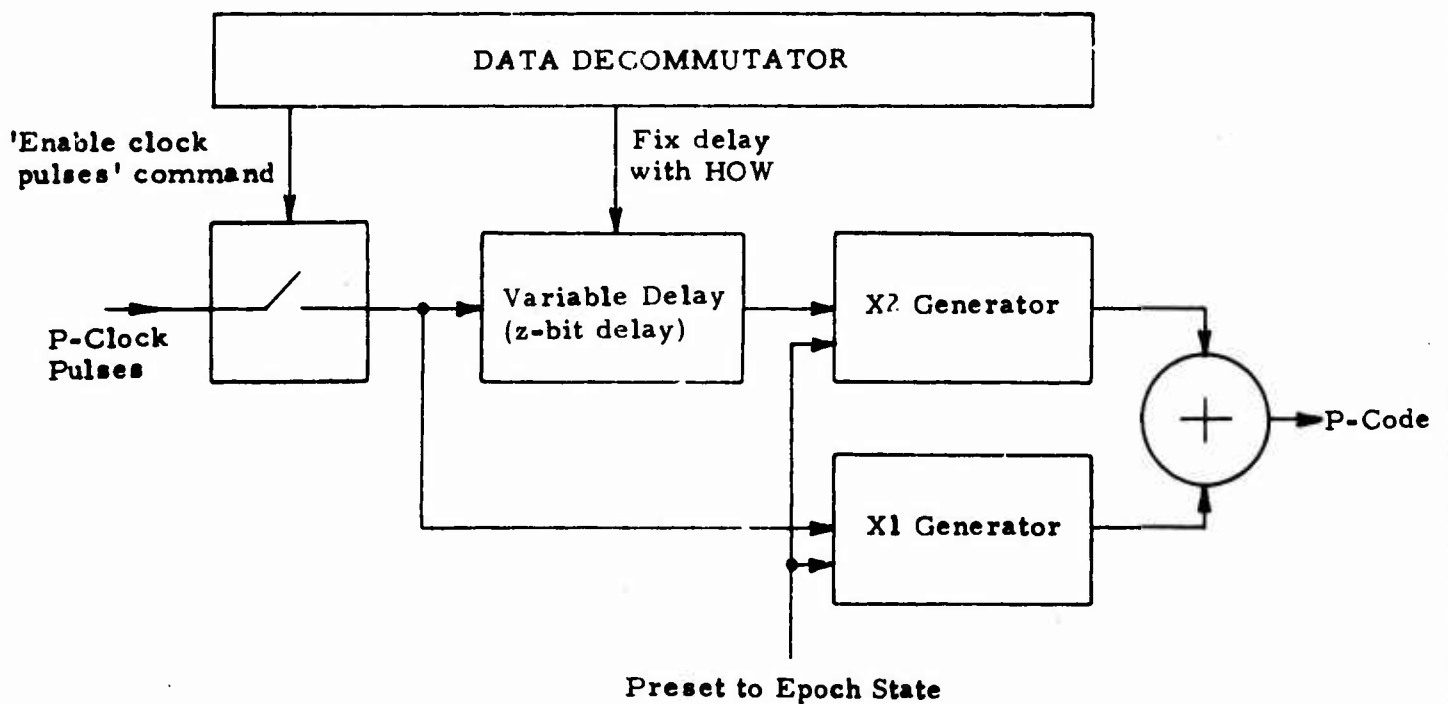 DATA DECOMMUTATOR
'Enable clock
pulses' command
Fix delay
with HOW
P-Clock
Pulses
Variable Delay
(z-bit delay)
X2 Generator
X1 Generator
P-Code
Preset to Epoch State